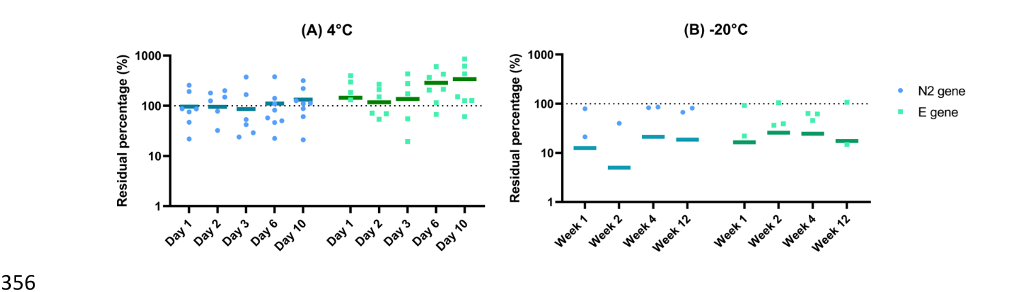 (A) 4°C
Residual percentage (%)
1000
100
10
1
Day 1
Day 2
Day 3
Day 6
Day 10
Day 1
Day 2
Day 3
Day 6
Day 10
(B) -20°C
Residual percentage (%)
1000
100
10
1
Week 1
Week 2
Week 4
Week 12
Week 1
Week 2
Week 4
Week 12
N2 gene
E gene
356